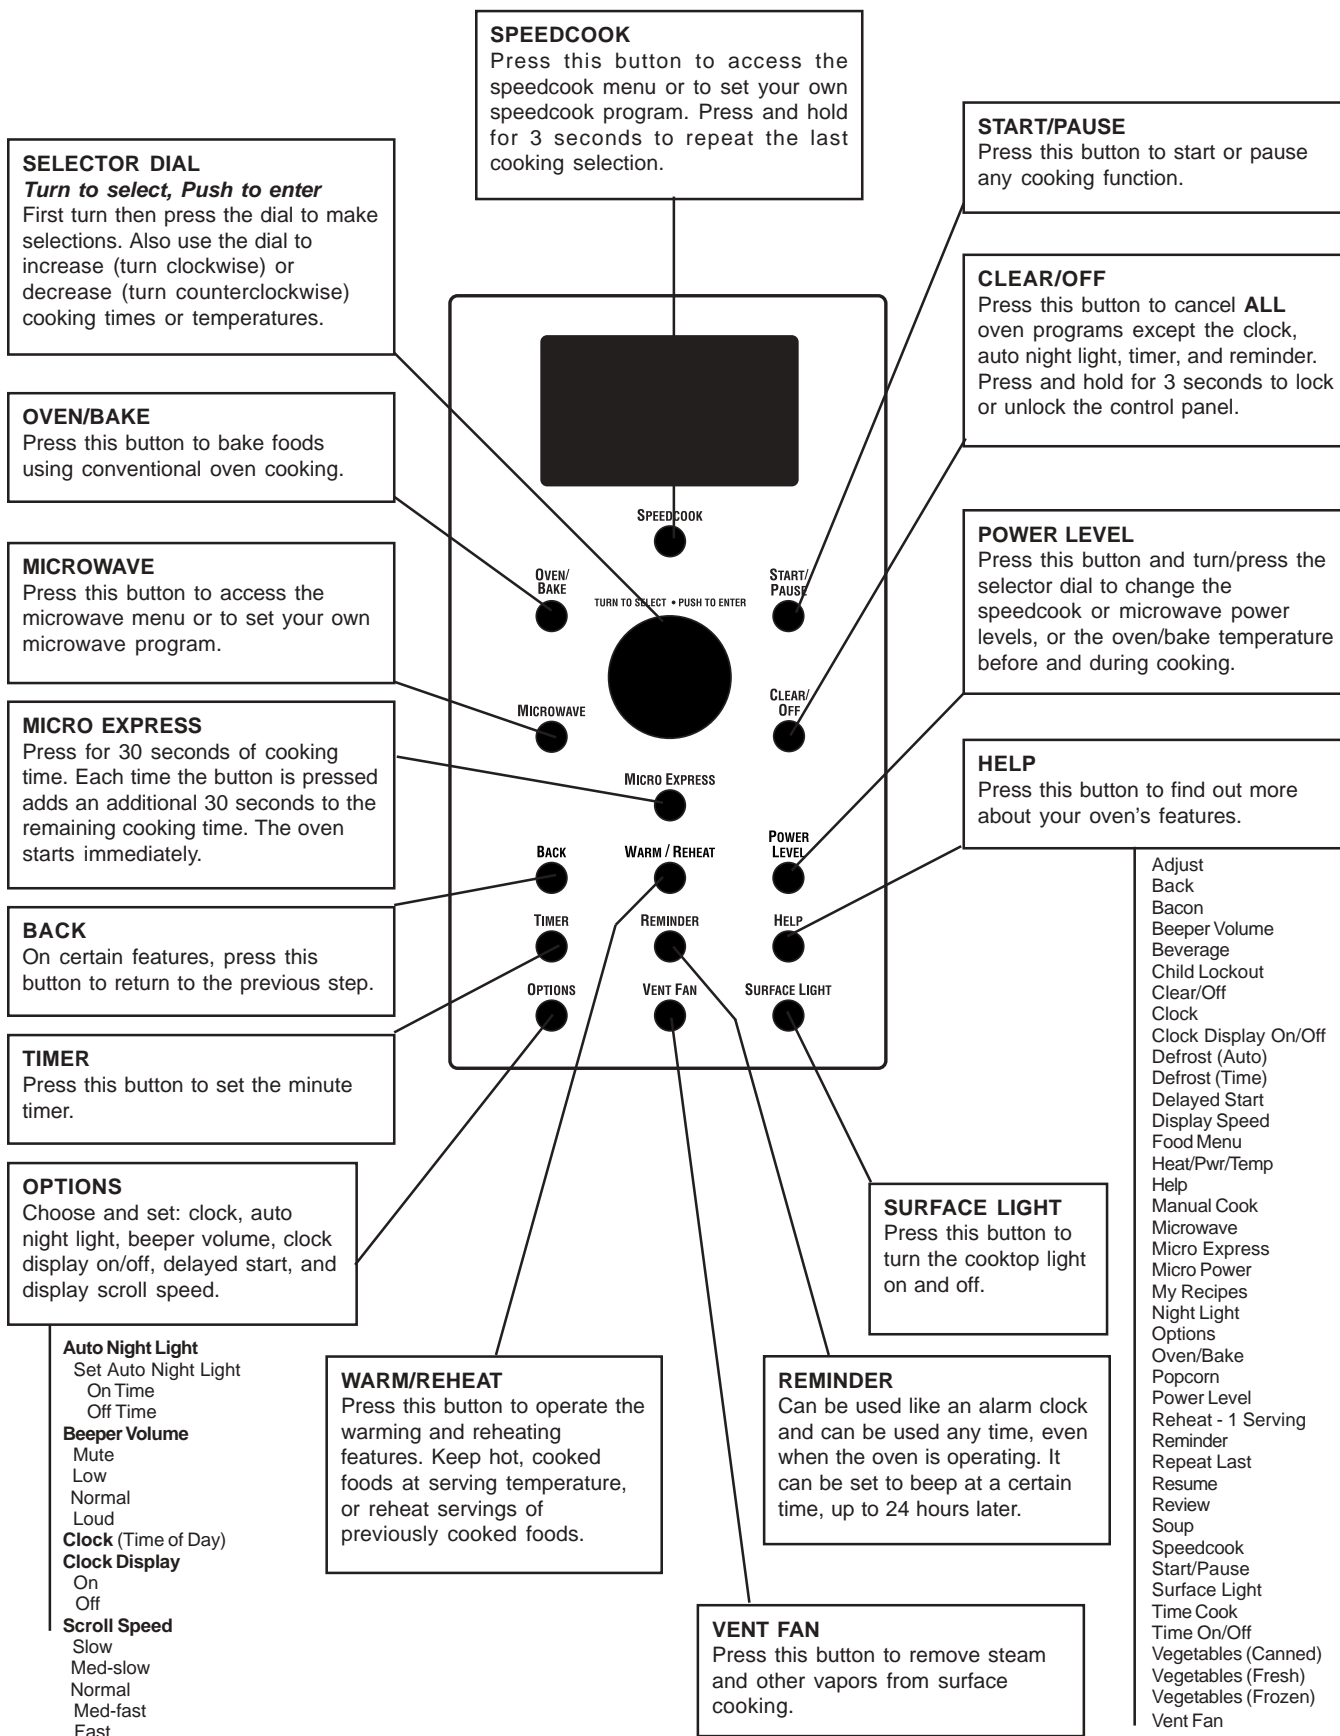 SPEEDCOOK
Press this button to access the
speedcook menu or to set your own
speedcook program. Press and hold
for 3 seconds to repeat the last
cooking selection.
SELECTOR DIAL
Turn to select, Push to enter
First turn then press the dial to make
selections. Also use the dial to
increase (turn clockwise) or
decrease (turn counterclockwise)
cooking times or temperatures.
OVEN/BAKE
Press this button to bake foods
using conventional oven cooking.
MICROWAVE
Press this button to access the
microwave menu or to set your own
microwave program.
MICRO EXPRESS
Press for 30 seconds of cooking
time. Each time the button is pressed
adds an additional 30 seconds to the
remaining cooking time. The oven
starts immediately.
BACK
On certain features, press this
button to return to the previous step.
TIMER
Press this button to set the minute
timer.
OPTIONS
Choose and set: clock, auto
night light, beeper volume, clock
display on/off, delayed start, and
display scroll speed.
Auto Night Light
Set Auto Night Light
On Time
Off Time
Beeper Volume
Mute
Low
Normal
Loud
Clock (Time of Day)
Clock Display
On
Off
Scroll Speed
Slow
Med-slow
Normal
Med-fast
Fast
SPEEDCOOK
OVEN/
BAKE
START/
PAUSE
TURN TO SELECT • PUSH TO ENTER
MICROWAVE
CLEAR/
OFF
MICRO EXPRESS
BACK
WARM / REHEAT
POWER
LEVEL
TIMER
REMINDER
HELP
OPTIONS
VENT FAN
SURFACE LIGHT
WARM/REHEAT
Press this button to operate the
warming and reheating
features. Keep hot, cooked
foods at serving temperature,
or reheat servings of
previously cooked foods.
VENT FAN
Press this button to remove steam
and other vapors from surface
cooking.
REMINDER
Can be used like an alarm clock
and can be used any time, even
when the oven is operating. It
can be set to beep at a certain
time, up to 24 hours later.
SURFACE LIGHT
Press this button to
turn the cooktop light
on and off.
START/PAUSE
Press this button to start or pause
any cooking function.
CLEAR/OFF
Press this button to cancel ALL
oven programs except the clock,
auto night light, timer, and reminder.
Press and hold for 3 seconds to lock
or unlock the control panel.
POWER LEVEL
Press this button and turn/press the
selector dial to change the
speedcook or microwave power
levels, or the oven/bake temperature
before and during cooking.
HELP
Press this button to find out more
about your oven's features.
Adjust
Back
Bacon
Beeper Volume
Beverage
Child Lockout
Clear/Off
Clock
Clock Display On/Off
Defrost (Auto)
Defrost (Time)
Delayed Start
Display Speed
Food Menu
Heat/Pwr/Temp
Help
Manual Cook
Microwave
Micro Express
Micro Power
My Recipes
Night Light
Options
Oven/Bake
Popcorn
Power Level
Reheat - 1 Serving
Reminder
Repeat Last
Resume
Review
Soup
Speedcook
Start/Pause
Surface Light
Time Cook
Time On/Off
Vegetables (Canned)
Vegetables (Fresh)
Vegetables (Frozen)
Vent Fan